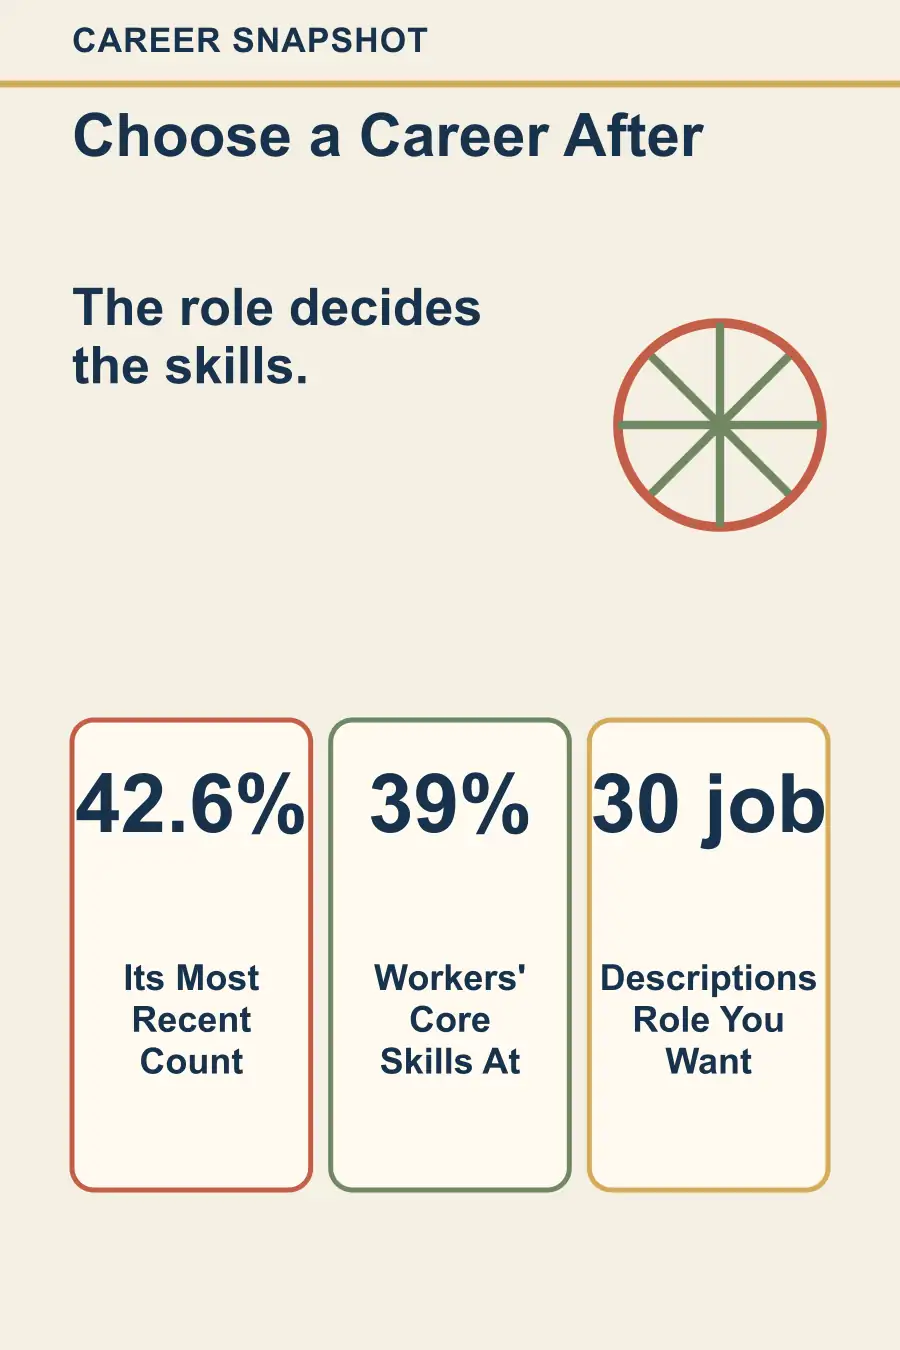 CAREER SNAPSHOT
Choose a Career After
The role decides
the skills.
42.6%
Its Most
Recent
Count
39%
Workers'
Core
Skills At
30 job
Descriptions
Role You
Want